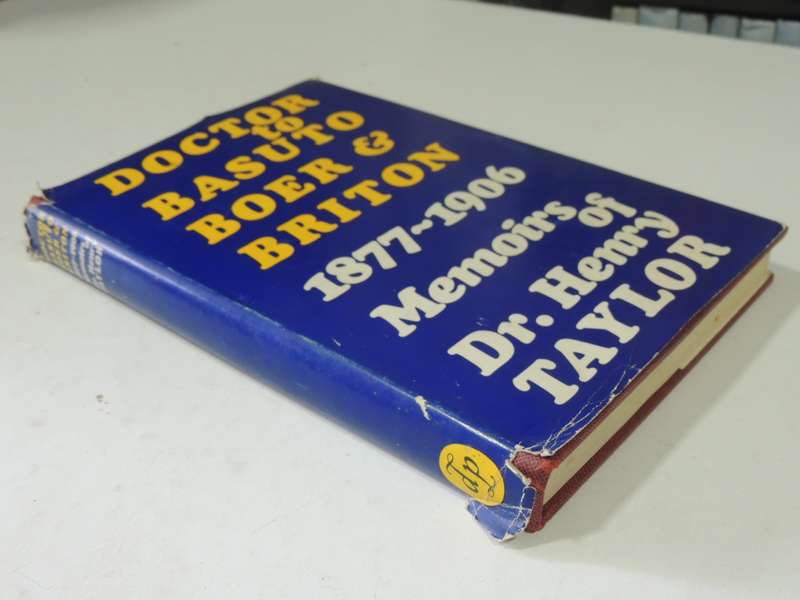 DOCTOR
to
BASUTO
BOER &
BRITON
1877~1906
Memoirs
of
Dr. Henry
TAYLOR
dp